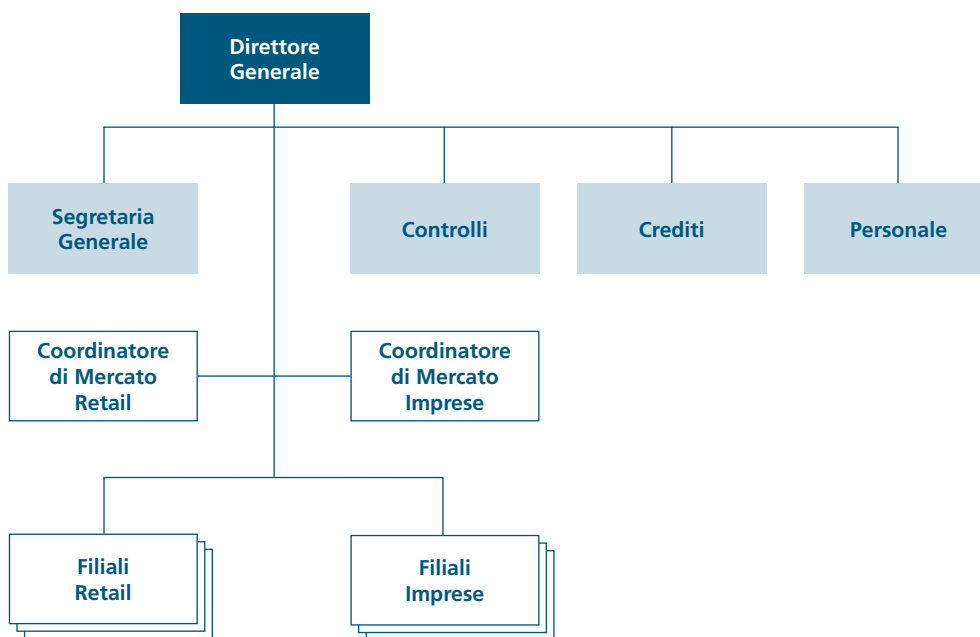 Direttore
Generale
Segretaria
Generale
Controlli
Crediti
Personale
Coordinatore
di Mercato
Retail
Coordinatore
di Mercato
Imprese
Filiali
Retail
Filiali
Imprese